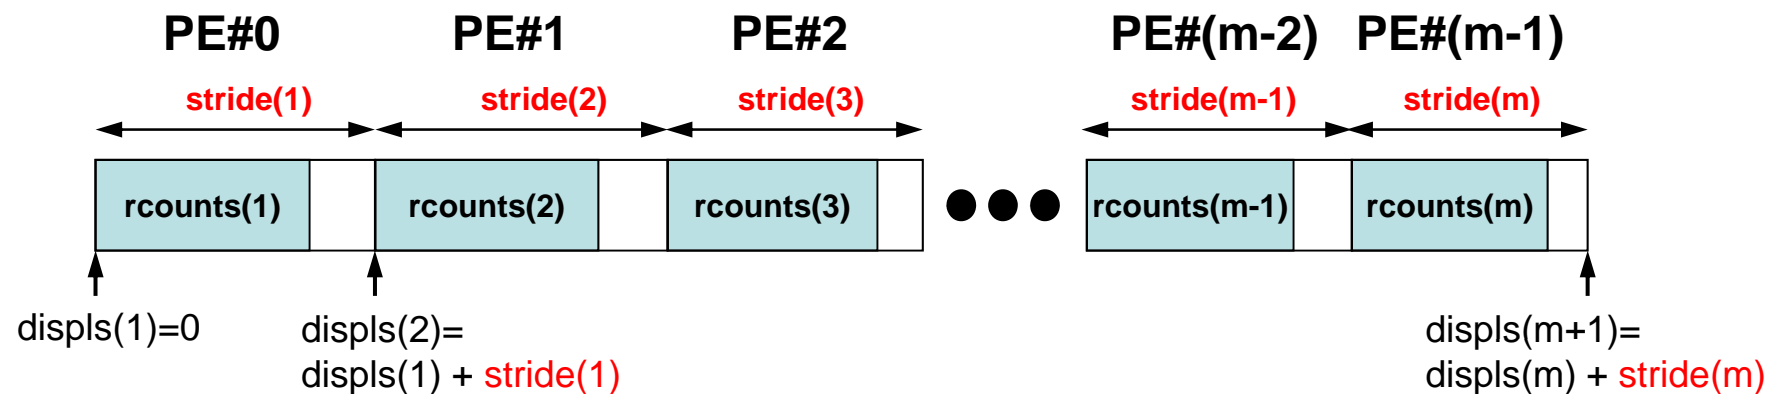 PE#0 PE#1 PE#2 PE#(m-2) PE#(m-1)
stride(1) stride(2) stride(3) stride(m-1) stride(m)
rcounts(1) rcounts(2) rcounts(3) rcounts(m-1) rcounts(m)
displs(1)=0 displs(2)= displs(m+1)=
displs(1) + stride(1) displs(m) + stride(m)